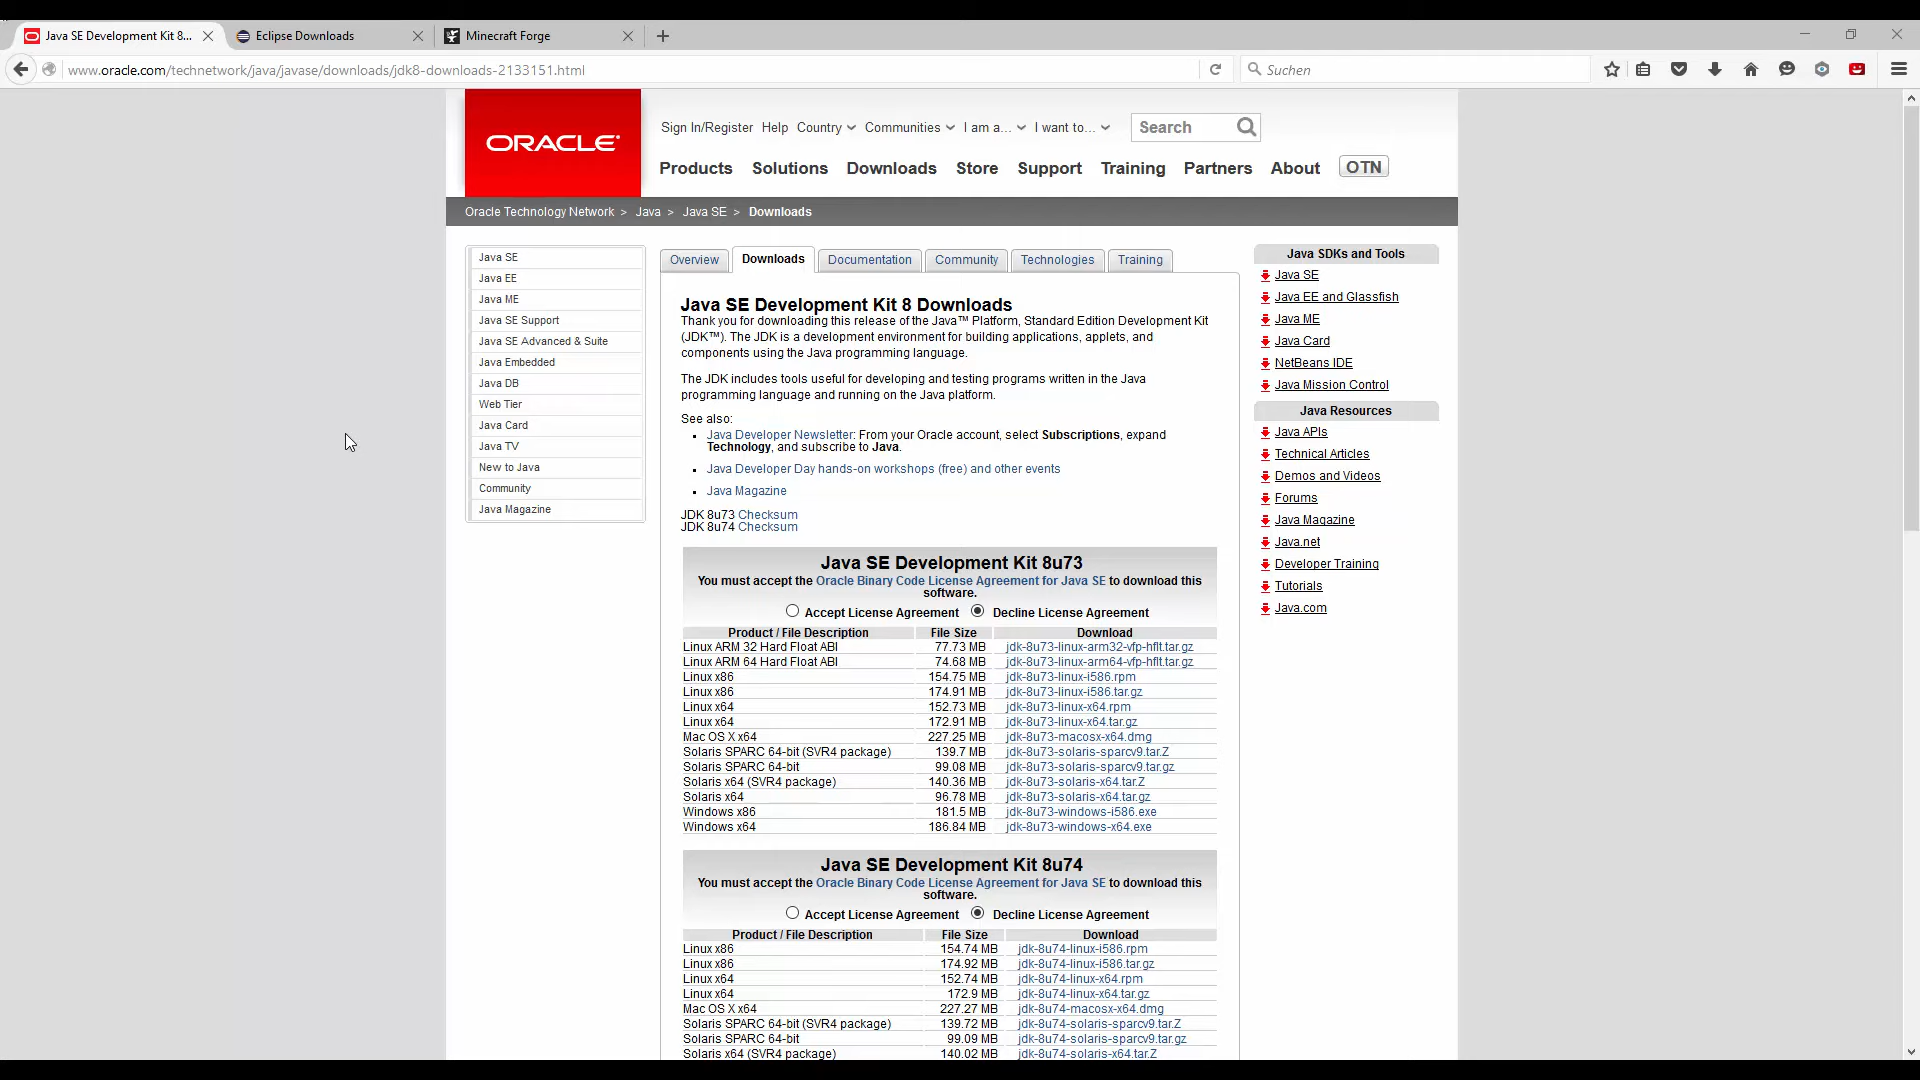 Java SE Development Kit 8...
Eclipse Downloads
Minecraft Forge
www.oracle.com/technetwork/java/javase/downloads/jdk8-downloads-2133151.html
Suchen
ORACLE
Sign In/Register Help Country Communities I am a... I want to... Search
Products Solutions Downloads Store Support Training Partners About OTN
Oracle Technology Network > Java > Java SE > Downloads
Java SE
Java EE
Java ME
Java SE Support
Java SE Advanced & Suite
Java Embedded
Java DB
Web Tier
Java Card
Java TV
New to Java
Community
Java Magazine
Overview Downloads Documentation Community Technologies Training
Java SE Development Kit 8 Downloads
Thank you for downloading this release of the Java™ Platform, Standard Edition Development Kit
(JDK™). The JDK is a development environment for building applications, applets, and
components using the Java programming language.
The JDK includes tools useful for developing and testing programs written in the Java
programming language and running on the Java platform.
See also:
Java Developer Newsletter: From your Oracle account, select Subscriptions, expand
Technology, and subscribe to Java.
Java Developer Day hands-on workshops (free) and other events
Java Magazine
JDK 8u73 Checksum
JDK 8u74 Checksum
Java SE Development Kit 8u73
You must accept the Oracle Binary Code License Agreement for Java SE to download this
software.
Accept License Agreement Decline License Agreement
Product / File Description File Size Download
Linux ARM 32 Hard Float ABI 77.73 MB jdk-8u73-linux-arm32-vfp-hflt.tar.gz
Linux ARM 64 Hard Float ABI 74.68 MB jdk-8u73-linux-arm64-vfp-hflt.tar.gz
Linux x86 154.75 MB jdk-8u73-linux-i586.rpm
Linux x86 174.91 MB jdk-8u73-linux-i586.tar.gz
Linux x64 152.73 MB jdk-8u73-linux-x64.rpm
Linux x64 172.91 MB jdk-8u73-linux-x64.tar.gz
Mac OS X x64 227.25 MB jdk-8u73-macosx-x64.dmg
Solaris SPARC 64-bit (SVR4 package) 139.7 MB jdk-8u73-solaris-sparcv9.tar.Z
Solaris SPARC 64-bit 99.08 MB jdk-8u73-solaris-sparcv9.tar.gz
Solaris x64 (SVR4 package) 140.36 MB jdk-8u73-solaris-x64.tar.Z
Solaris x64 96.78 MB jdk-8u73-solaris-x64.tar.gz
Windows x86 181.5 MB jdk-8u73-windows-i586.exe
Windows x64 186.84 MB jdk-8u73-windows-x64.exe
Java SE Development Kit 8u74
You must accept the Oracle Binary Code License Agreement for Java SE to download this
software.
Accept License Agreement Decline License Agreement
Product / File Description File Size Download
Linux x86 154.74 MB jdk-8u74-linux-i586.rpm
Linux x86 174.92 MB jdk-8u74-linux-i586.tar.gz
Linux x64 152.74 MB jdk-8u74-linux-x64.rpm
Linux x64 172.9 MB jdk-8u74-linux-x64.tar.gz
Mac OS X x64 227.27 MB jdk-8u74-macosx-x64.dmg
Solaris SPARC 64-bit (SVR4 package) 139.72 MB jdk-8u74-solaris-sparcv9.tar.Z
Solaris SPARC 64-bit 99.09 MB jdk-8u74-solaris-sparcv9.tar.gz
Solaris x64 (SVR4 package) 140.02 MB jdk-8u74-solaris-x64.tar.Z
Java SDKs and Tools
Java SE
Java EE and Glassfish
Java ME
Java Card
NetBeans IDE
Java Mission Control
Java Resources
Java APIs
Technical Articles
Demos and Videos
Forums
Java Magazine
Java.net
Developer Training
Tutorials
Java.com